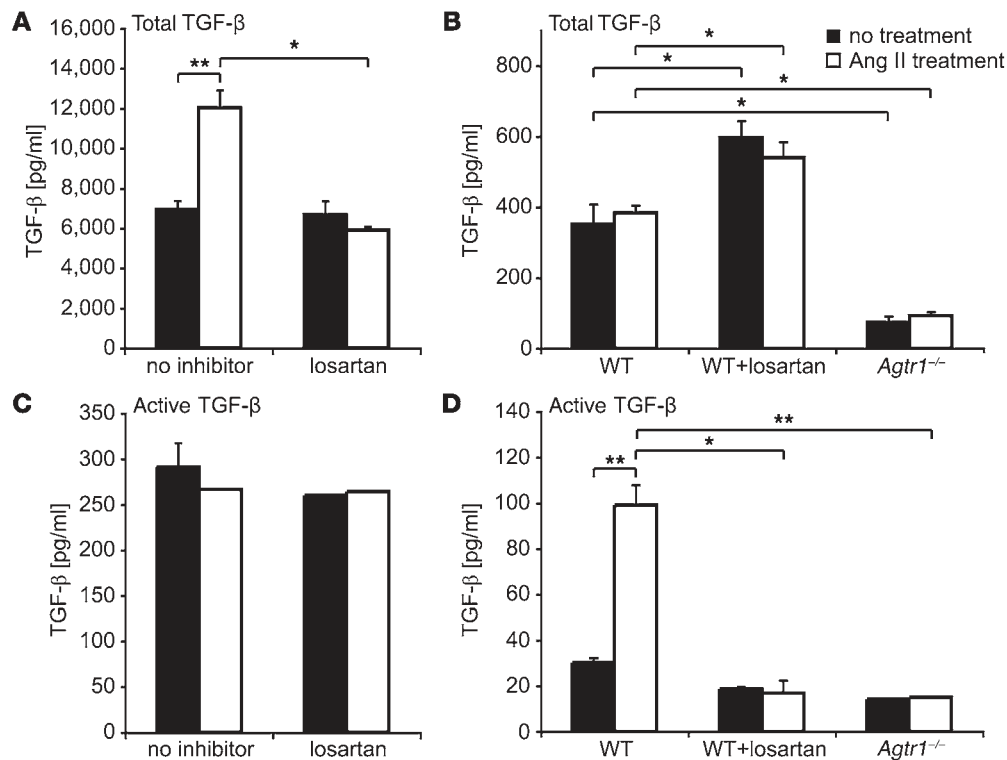 A Total TGF-β
16,000
14,000
12,000
10,000
8,000
6,000
4,000
2,000
0
TGF-β [pg/ml]
**
*
no inhibitor losartan
B Total TGF-β
no treatment
Ang II treatment
800
600
400
200
0
TGF-β [pg/ml]
*
*
*
*
WT WT+losartan Agtr1−/−
C Active TGF-β
350
300
250
200
150
100
50
0
TGF-β [pg/ml]
no inhibitor losartan
D Active TGF-β
140
120
100
80
60
40
20
0
TGF-β [pg/ml]
**
*
**
WT WT+losartan Agtr1−/−